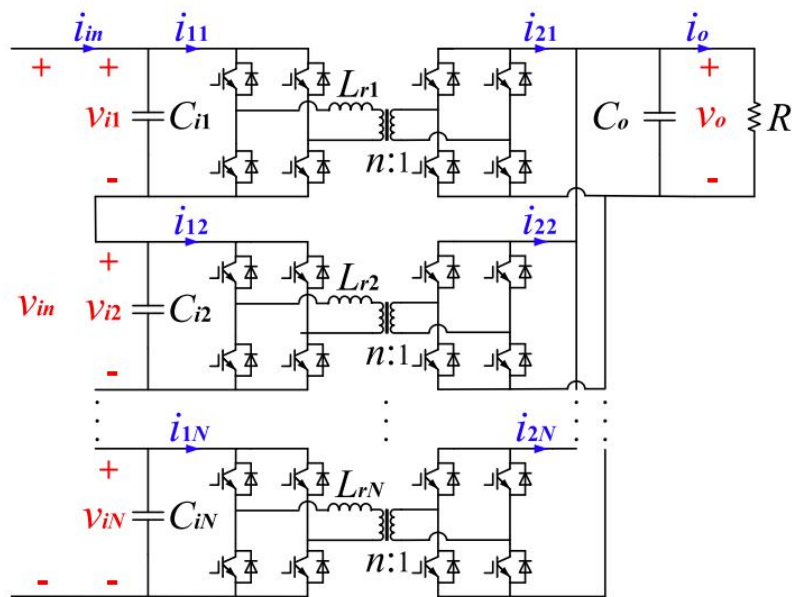 i_in i_11 i_21 i_o
+ + L_r1 +
v_i1 C_i1 C_o v_o R
- n:1 -
i_12 i_22
+ L_r2
v_in v_i2 C_i2
- n:1
i_1N i_2N
+ L_rN
v_iN C_iN
- - n:1